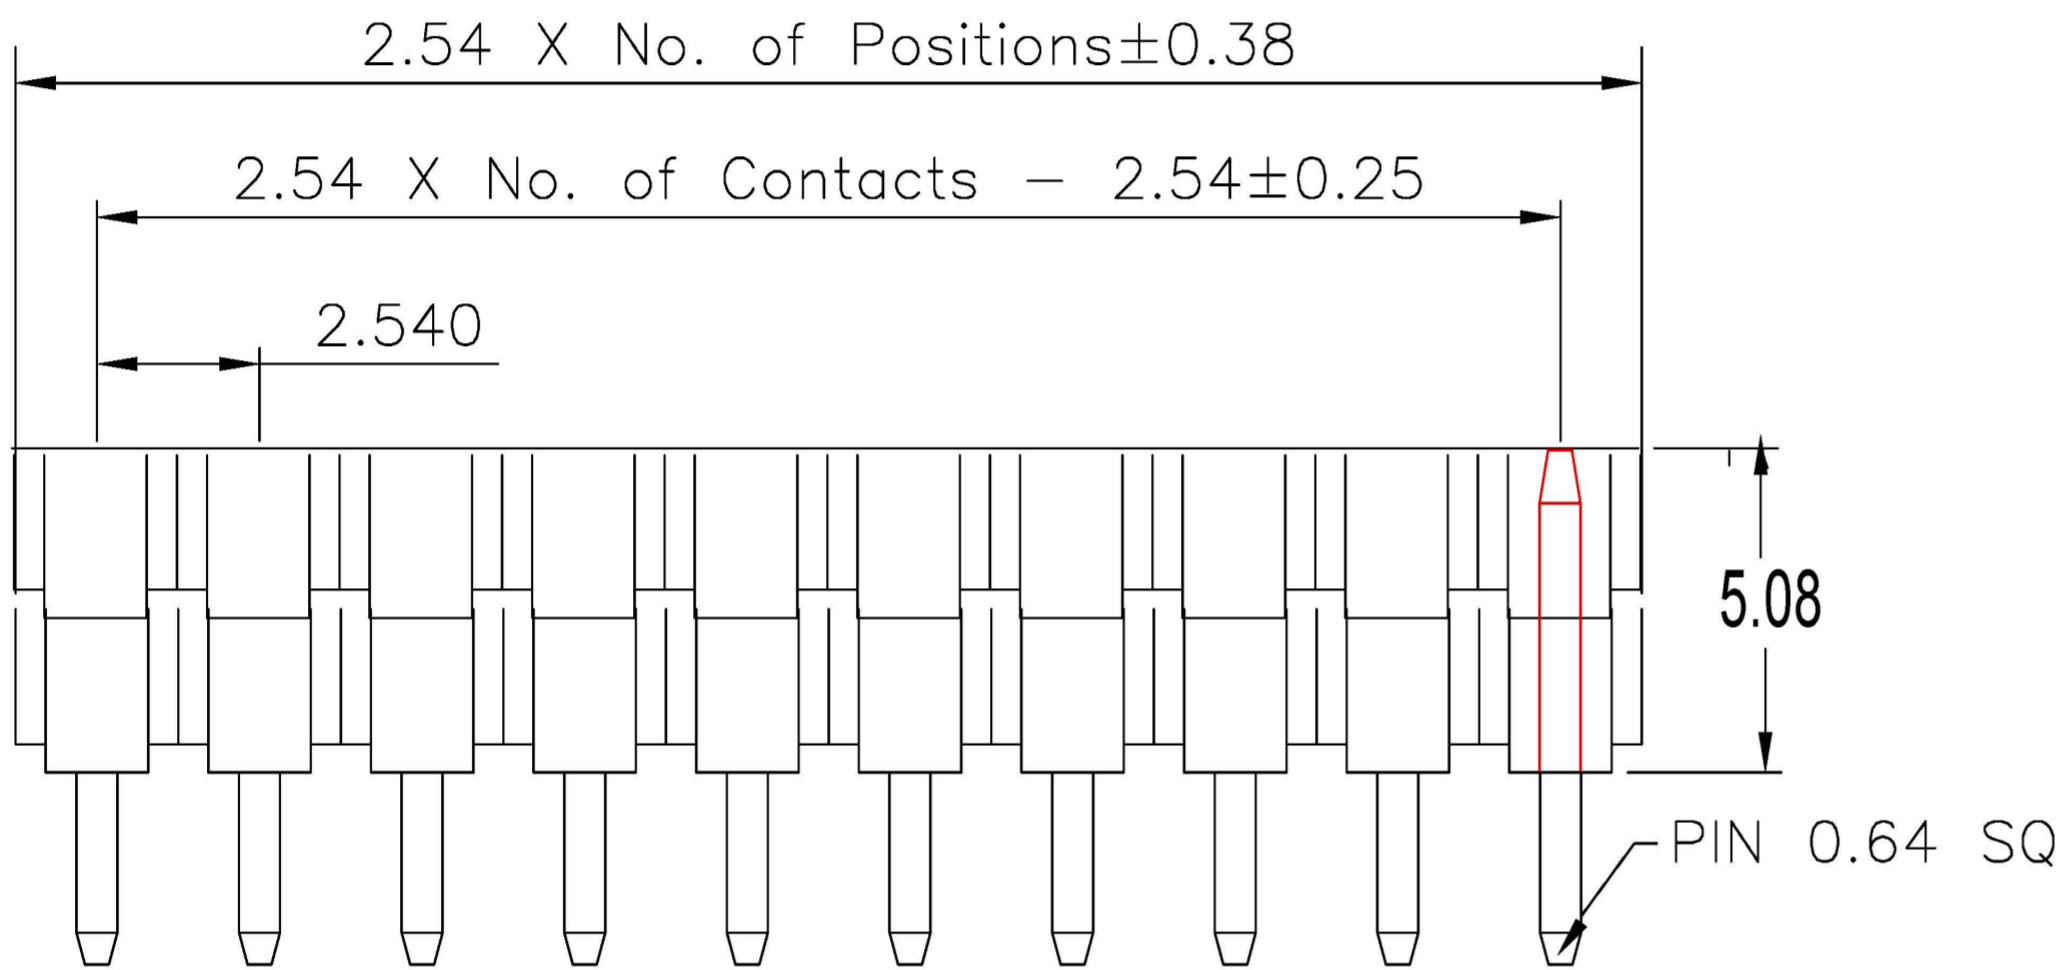 2.54 X No. of Positions±0.38
2.54 X No. of Contacts - 2.54±0.25
2.540
5.08
PIN 0.64 SQ